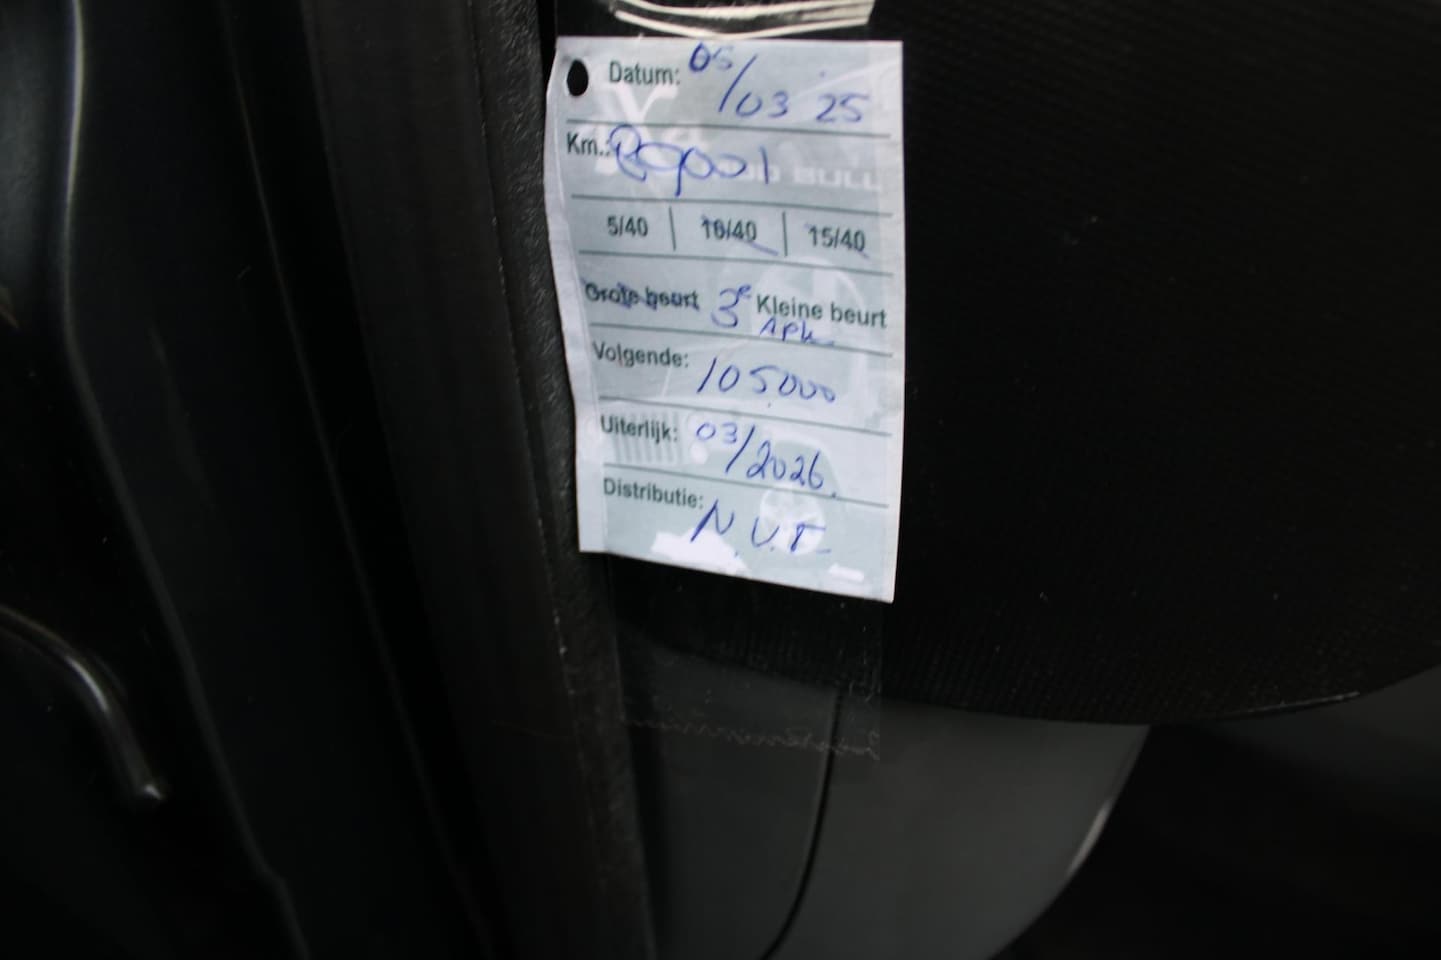 Datum: 05/03 25
Km.: 89001
5/40 10/40 15/40
Grote beurt 3e Kleine beurt
APK
Volgende: 105.000
Uiterlijk: 03/2026.
Distributie: N.V.T